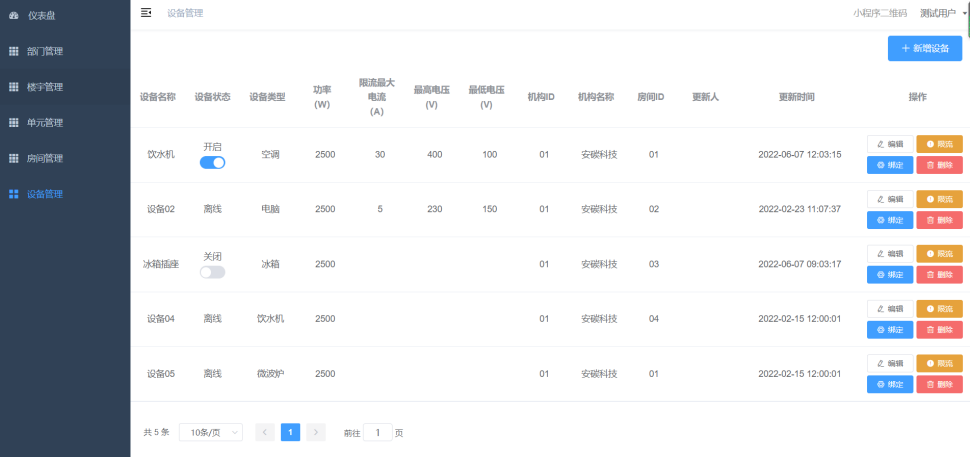 仪表盘
部门管理
楼宇管理
单元管理
房间管理
设备管理
设备管理 小程序二维码 测试用户
+ 新增设备
设备名称 设备状态 设备类型 功率(W) 限流最大电流(A) 最高电压(V) 最低电压(V) 机构ID 机构名称 房间ID 更新人 更新时间 操作
饮水机 开启 空调 2500 30 400 100 01 安碳科技 01 2022-06-07 12:03:15 编辑 限流 绑定 删除
设备02 离线 电脑 2500 5 230 150 01 安碳科技 02 2022-02-23 11:07:37 编辑 限流 绑定 删除
冰箱插座 关闭 冰箱 2500 01 安碳科技 03 2022-06-07 09:03:17 编辑 限流 绑定 删除
设备04 离线 饮水机 2500 01 安碳科技 04 2022-02-15 12:00:01 编辑 限流 绑定 删除
设备05 离线 微波炉 2500 01 安碳科技 01 2022-02-15 12:00:01 编辑 限流 绑定 删除
共 5 条 10条/页 < 1 > 前往 1 页